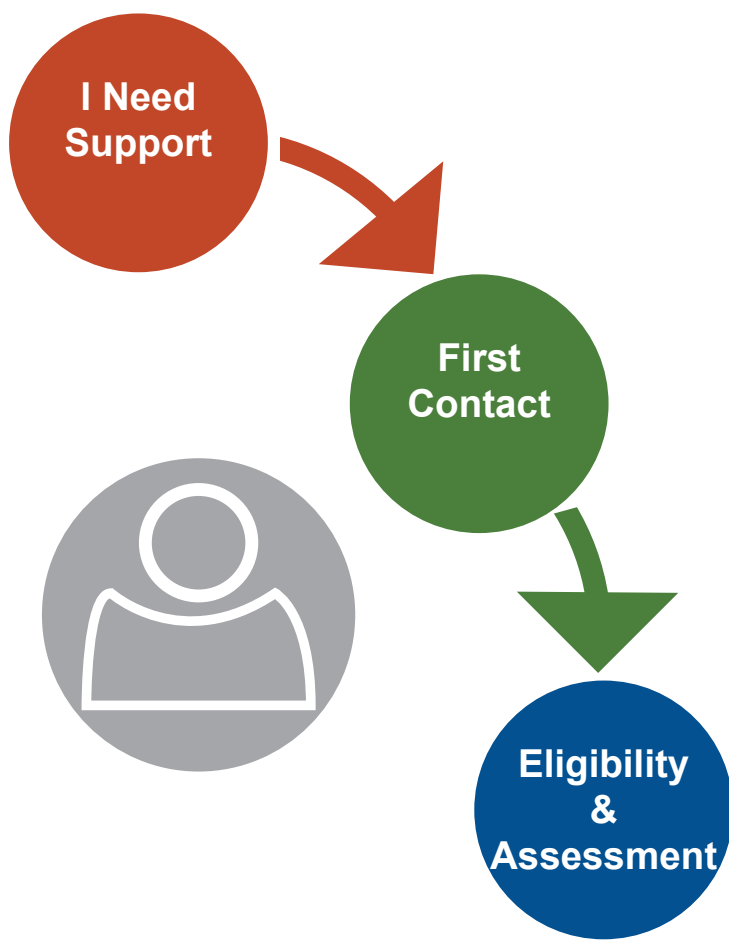 I Need
Support
First
Contact
Eligibility
&
Assessment